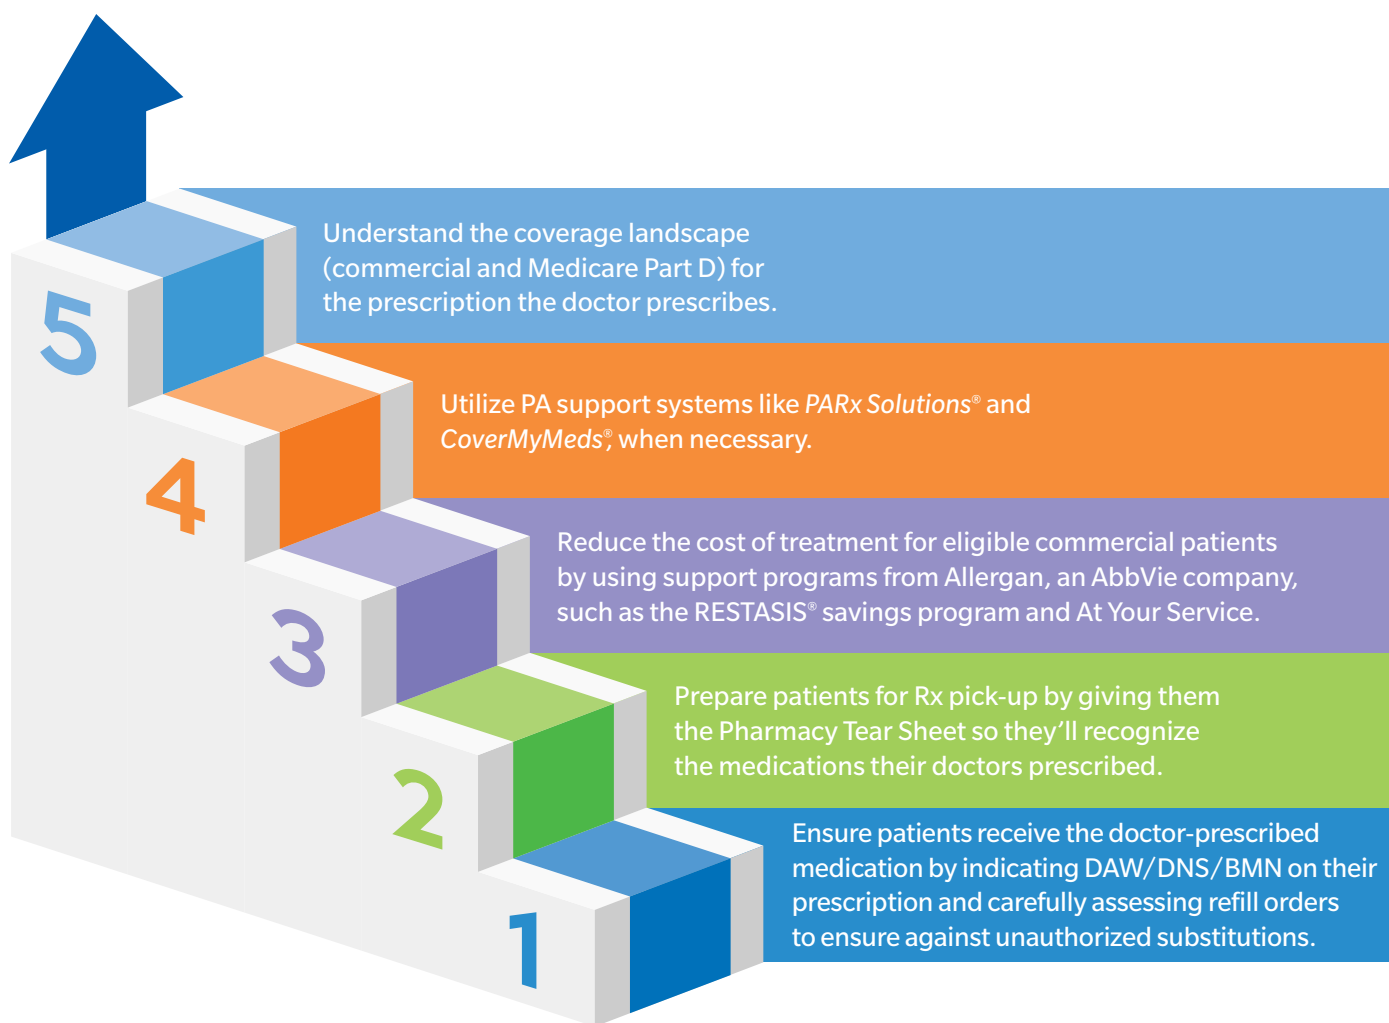 5
Understand the coverage landscape
(commercial and Medicare Part D) for
the prescription the doctor prescribes.
4
Utilize PA support systems like PARx Solutions® and
CoverMyMeds®, when necessary.
3
Reduce the cost of treatment for eligible commercial patients
by using support programs from Allergan, an AbbVie company,
such as the RESTASIS® savings program and At Your Service.
2
Prepare patients for Rx pick-up by giving them
the Pharmacy Tear Sheet so they’ll recognize
the medications their doctors prescribed.
1
Ensure patients receive the doctor-prescribed
medication by indicating DAW/DNS/BMN on their
prescription and carefully assessing refill orders
to ensure against unauthorized substitutions.